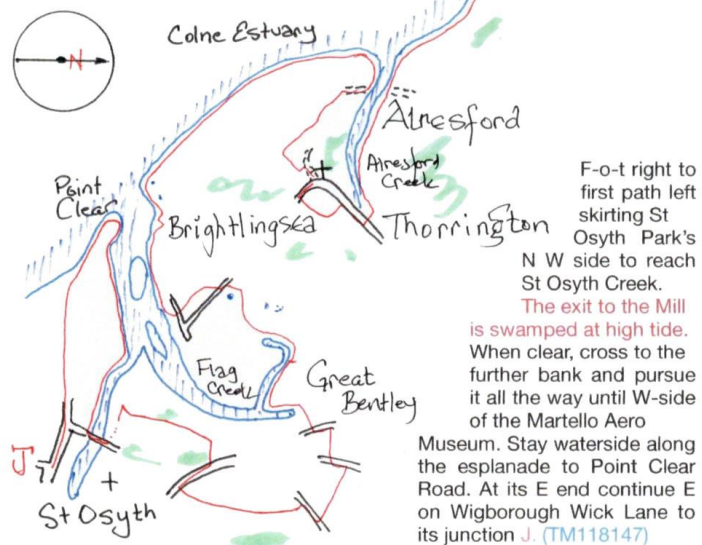 N
Colne Estuary
Alresford
Alresford
Creek
Point
Clear
Brightlingsea
Thorrington
Flag
Creek
Great
Bentley
J
St Osyth
F-o-t right to
first path left
skirting St
Osyth Park's
N W side to reach
St Osyth Creek.
The exit to the Mill
is swamped at high tide.
When clear, cross to the
further bank and pursue
it all the way until W-side
of the Martello Aero
Museum. Stay waterside along
the esplanade to Point Clear
Road. At its E end continue E
on Wigborough Wick Lane to
its junction J. (TM118147)